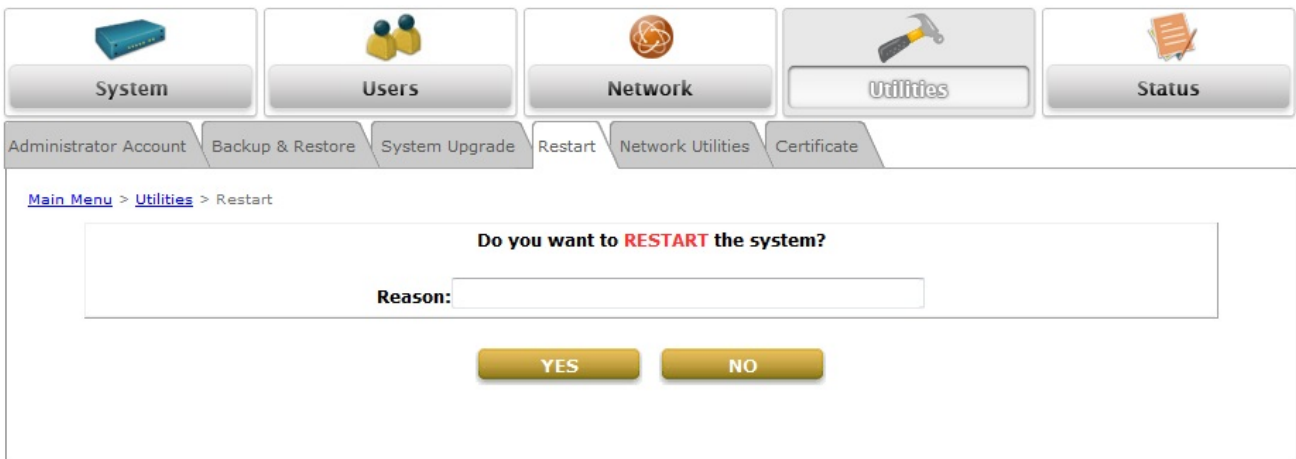 System Users Network Utilities Status
Administrator Account Backup & Restore System Upgrade Restart Network Utilities Certificate
Main Menu > Utilities > Restart
Do you want to RESTART the system?
Reason:
YES NO